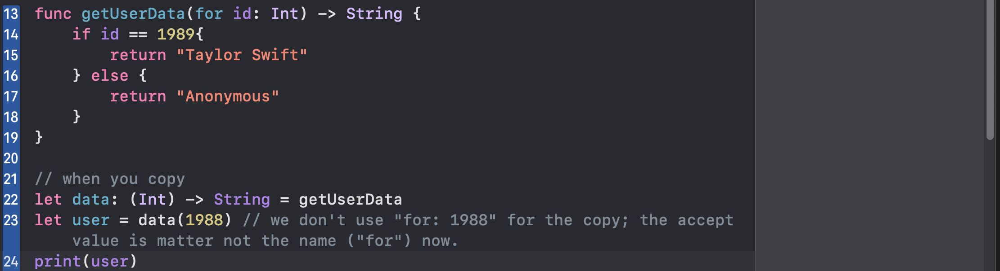 13 func getUserData(for id: Int) -> String {
14     if id == 1989{
15         return "Taylor Swift"
16     } else {
17         return "Anonymous"
18     }
19 }
20
21 // when you copy
22 let data: (Int) -> String = getUserData
23 let user = data(1988) // we don't use "for: 1988" for the copy; the accept
value is matter not the name ("for") now.
24 print(user)